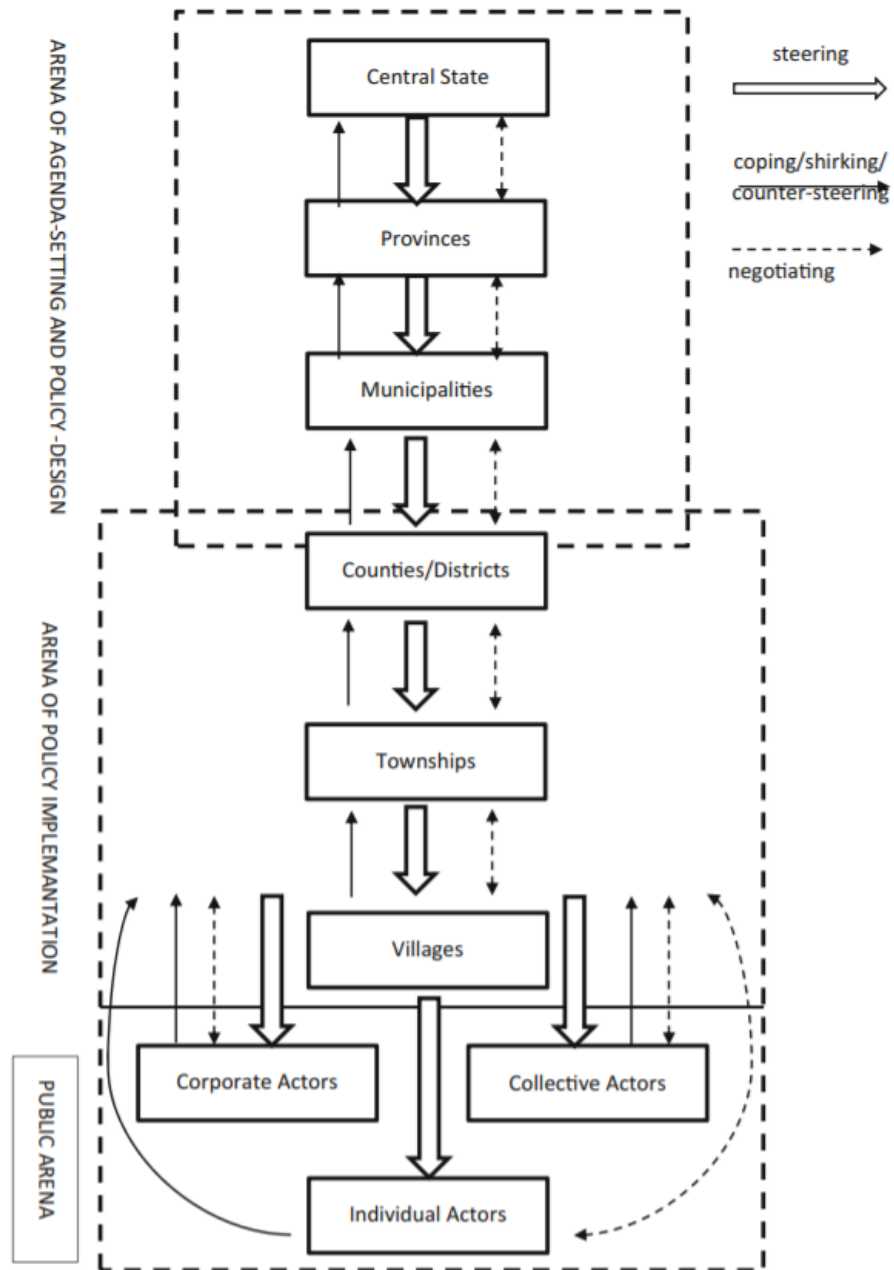 ARENA OF AGENDA-SETTING AND POLICY -DESIGN
Central State
steering
coping/shirking/
counter-steering
Provinces
negotiating
Municipalities
Counties/Districts
ARENA OF POLICY IMPLEMANTATION
Townships
Villages
PUBLIC ARENA
Corporate Actors
Collective Actors
Individual Actors